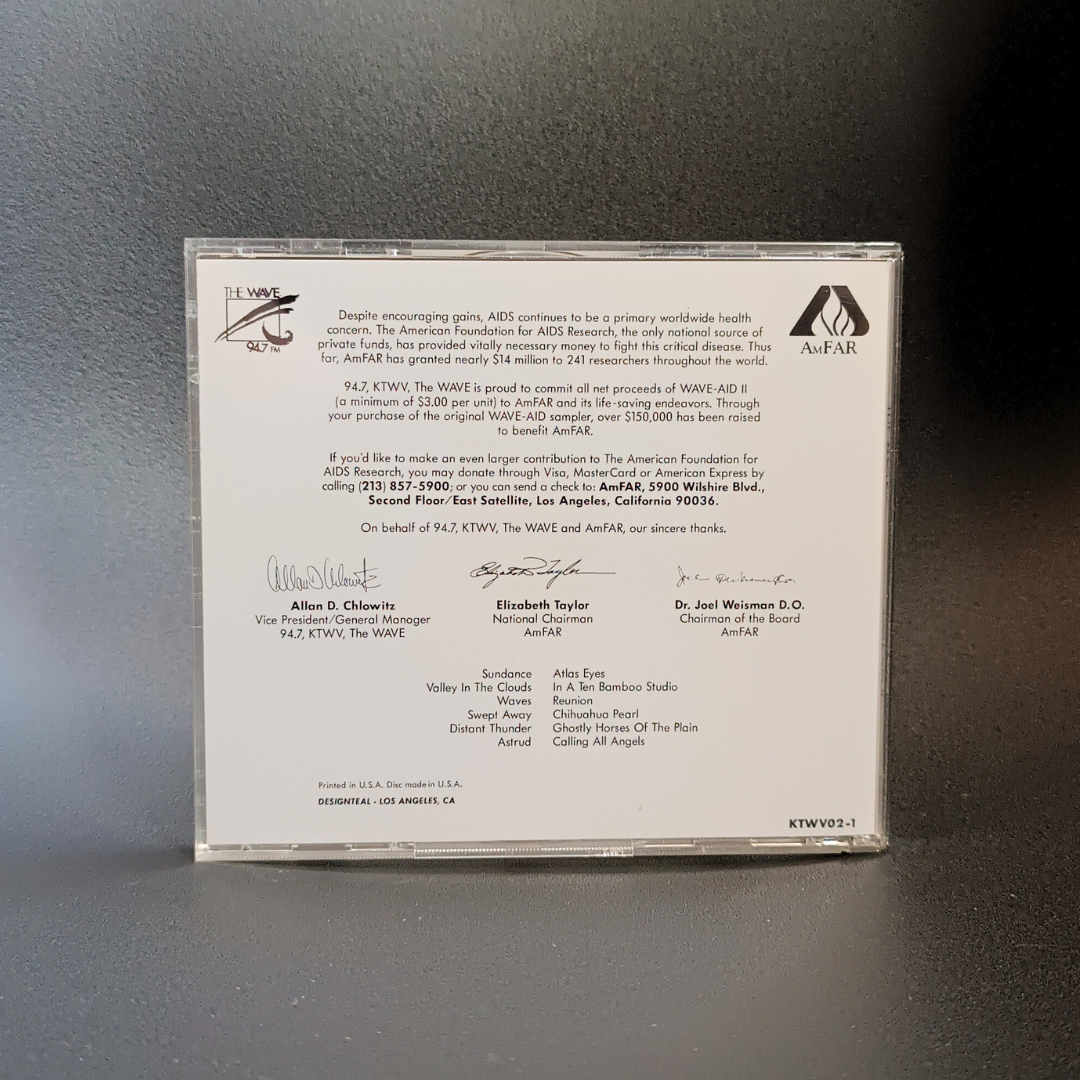 THE WAVE
94.7 FM
AMFAR
Despite encouraging gains, AIDS continues to be a primary worldwide health
concern. The American Foundation for AIDS Research, the only national source of
private funds, has provided vitally necessary money to fight this critical disease. Thus
far, AmFAR has granted nearly $14 million to 241 researchers throughout the world.
94.7, KTWV, The WAVE is proud to commit all net proceeds of WAVE-AID II
(a minimum of $3.00 per unit) to AmFAR and its life-saving endeavors. Through
your purchase of the original WAVE-AID sampler, over $150,000 has been raised
to benefit AmFAR.
If you'd like to make an even larger contribution to The American Foundation for
AIDS Research, you may donate through Visa, MasterCard or American Express by
calling (213) 857-5900; or you can send a check to: AmFAR, 5900 Wilshire Blvd.,
Second Floor/East Satellite, Los Angeles, California 90036.
On behalf of 94.7, KTWV, The WAVE and AmFAR, our sincere thanks.
Allan D Chlowitz
Elizabeth Taylor
Joel Weisman DO
Allan D. Chlowitz
Vice President/General Manager
94.7, KTWV, The WAVE
Elizabeth Taylor
National Chairman
AmFAR
Dr. Joel Weisman D.O.
Chairman of the Board
AmFAR
Sundance
Valley In The Clouds
Waves
Swept Away
Distant Thunder
Astrud
Atlas Eyes
In A Ten Bamboo Studio
Reunion
Chihuahua Pearl
Ghostly Horses Of The Plain
Calling All Angels
Printed in U.S.A. Disc made in U.S.A.
DESIGNTEAL • LOS ANGELES, CA
KTWV02-1